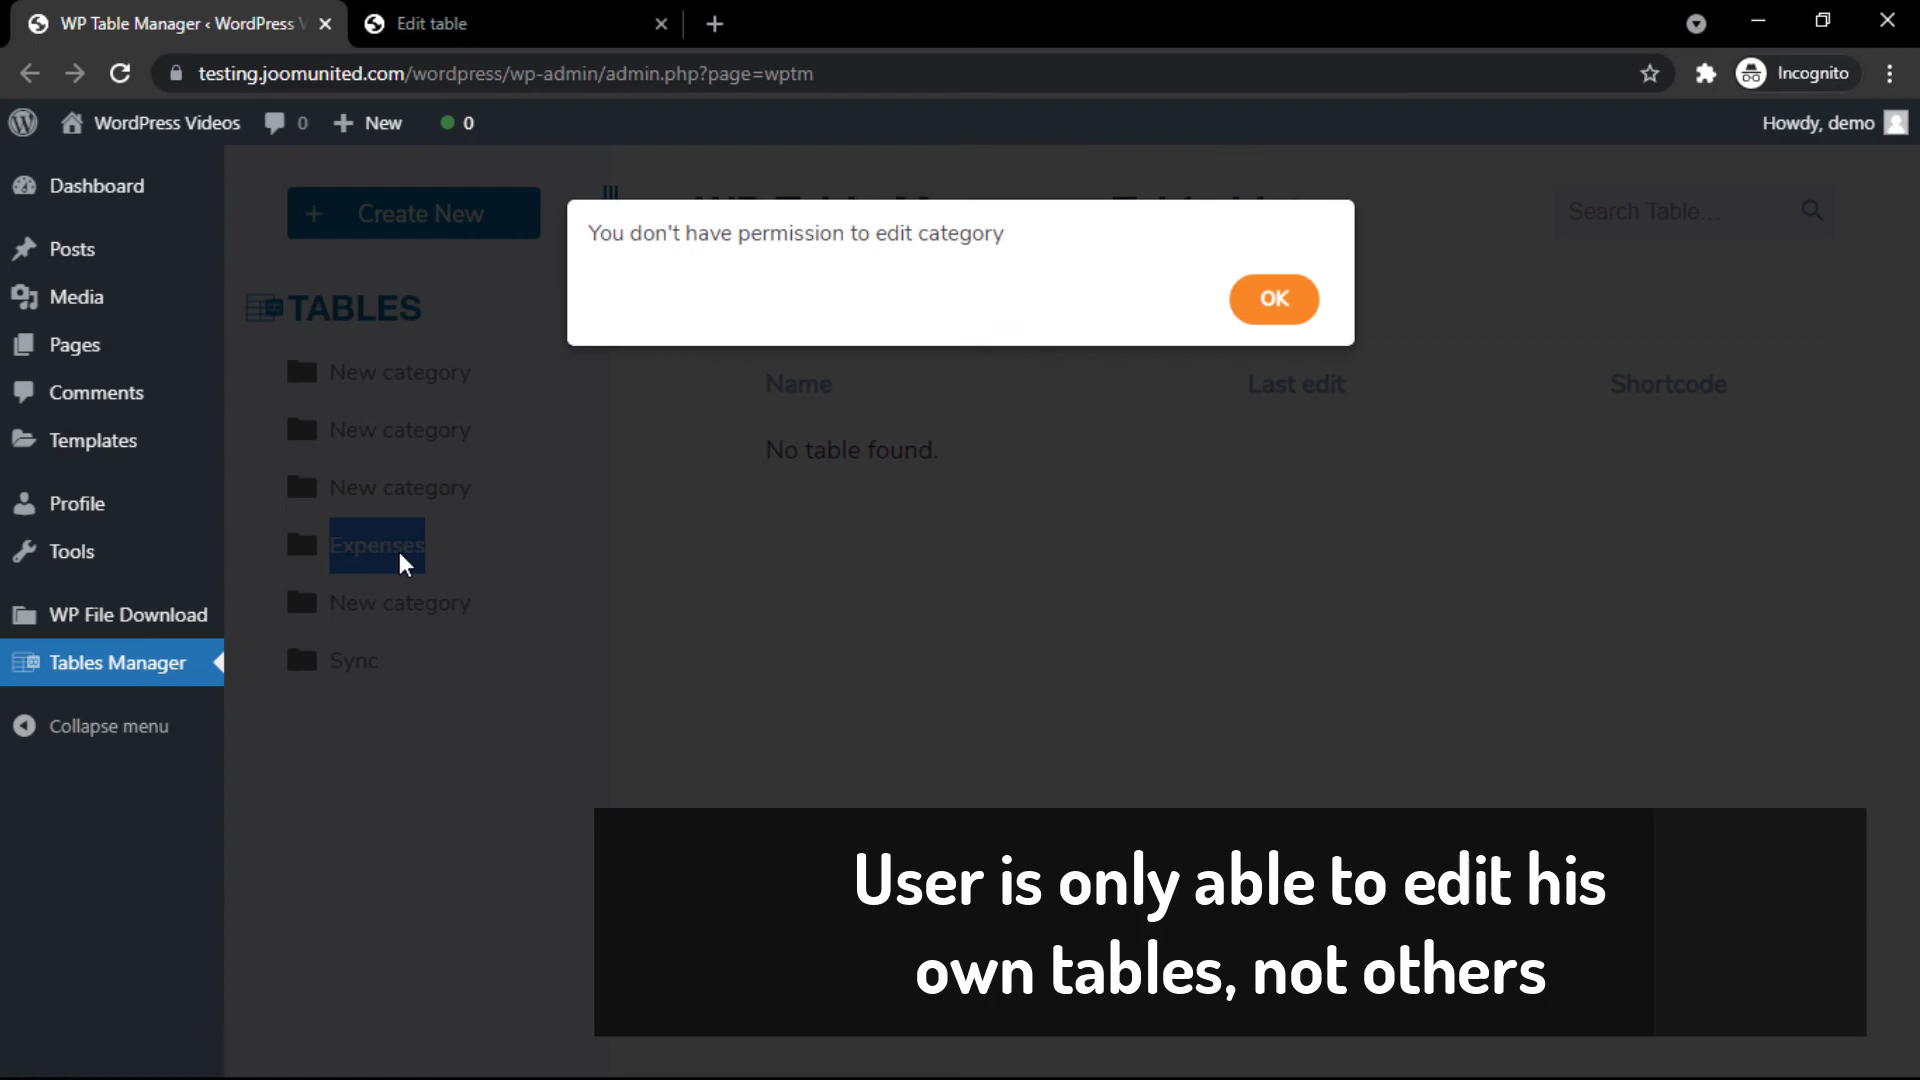 WP Table Manager ‹ WordPress
Edit table
testing.joomunited.com/wordpress/wp-admin/admin.php?page=wptm
Incognito
WordPress Videos
0
New
0
Howdy, demo
Dashboard
Posts
Media
Pages
Comments
Templates
Profile
Tools
WP File Download
Tables Manager
Collapse menu
Create New
TABLES
New category
New category
New category
Expenses
New category
Sync
Search Table...
You don't have permission to edit category
OK
Name
Last edit
Shortcode
No table found.
User is only able to edit his
own tables, not others